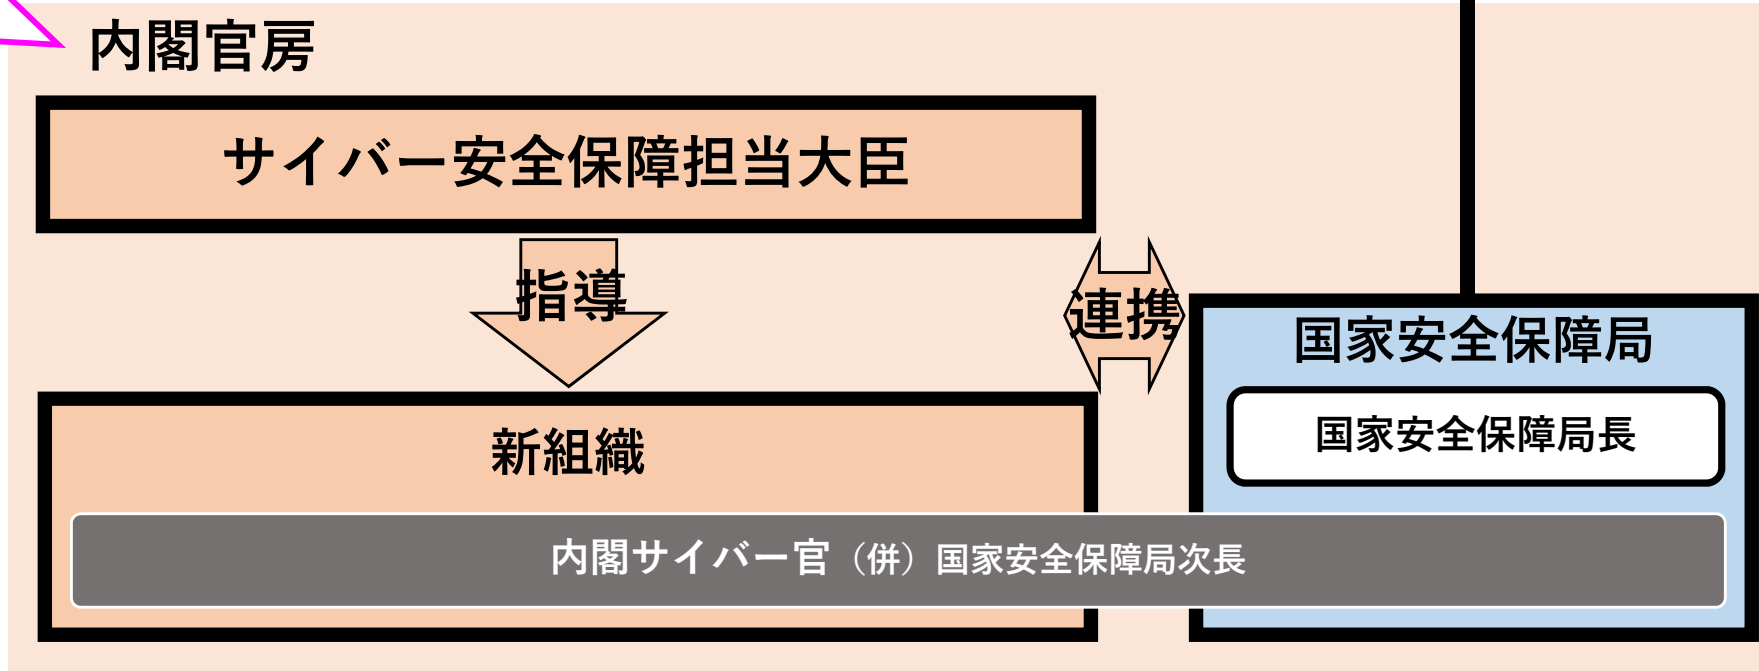 内閣官房
サイバー安全保障担当大臣
指導
連携
国家安全保障局
国家安全保障局長
新組織
内閣サイバー官（併）国家安全保障局次長